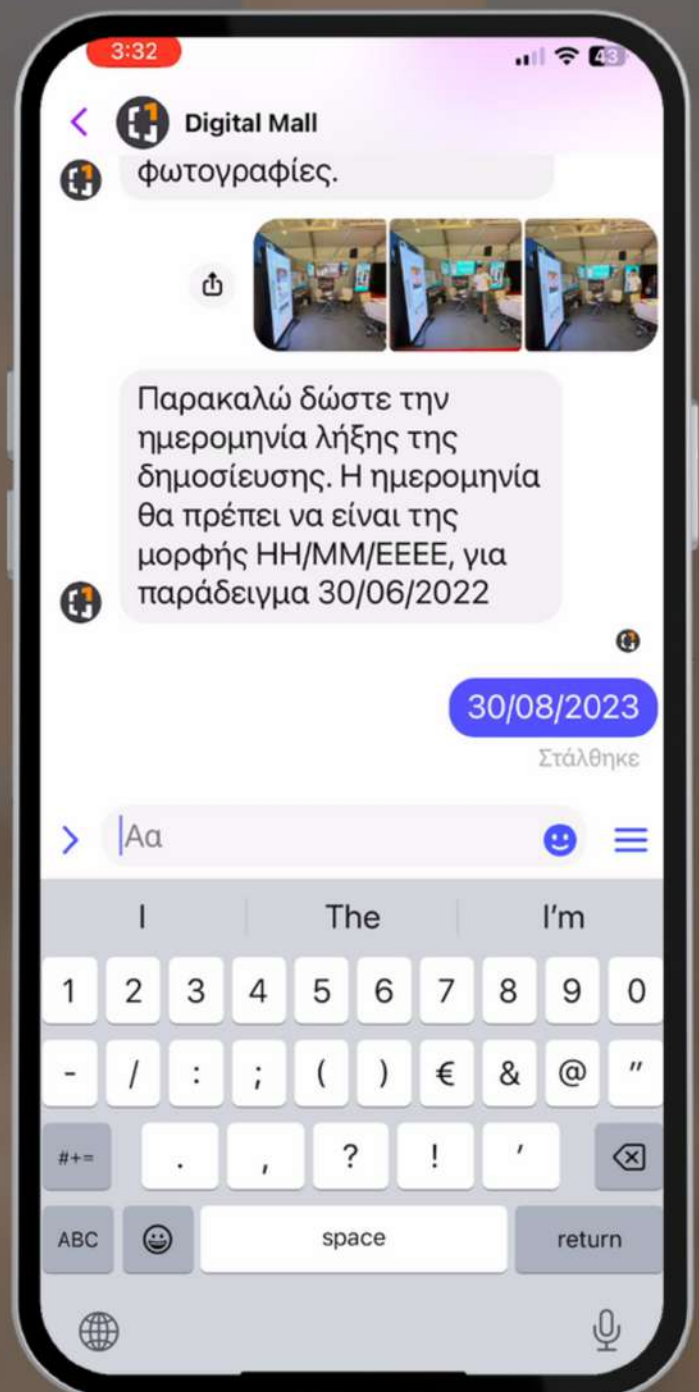 3:32
43
Digital Mall
φωτογραφίες.
Παρακαλώ δώστε την
ημερομηνία λήξης της
δημοσίευσης. Η ημερομηνία
θα πρέπει να είναι της
μορφής ΗΗ/ΜΜ/ΕΕΕΕ, για
παράδειγμα 30/06/2022
30/08/2023
Στάλθηκε
Αα
I The I'm
1 2 3 4 5 6 7 8 9 0
- / : ; ( ) € & @ "
#+= . , ? ! '
ABC space return